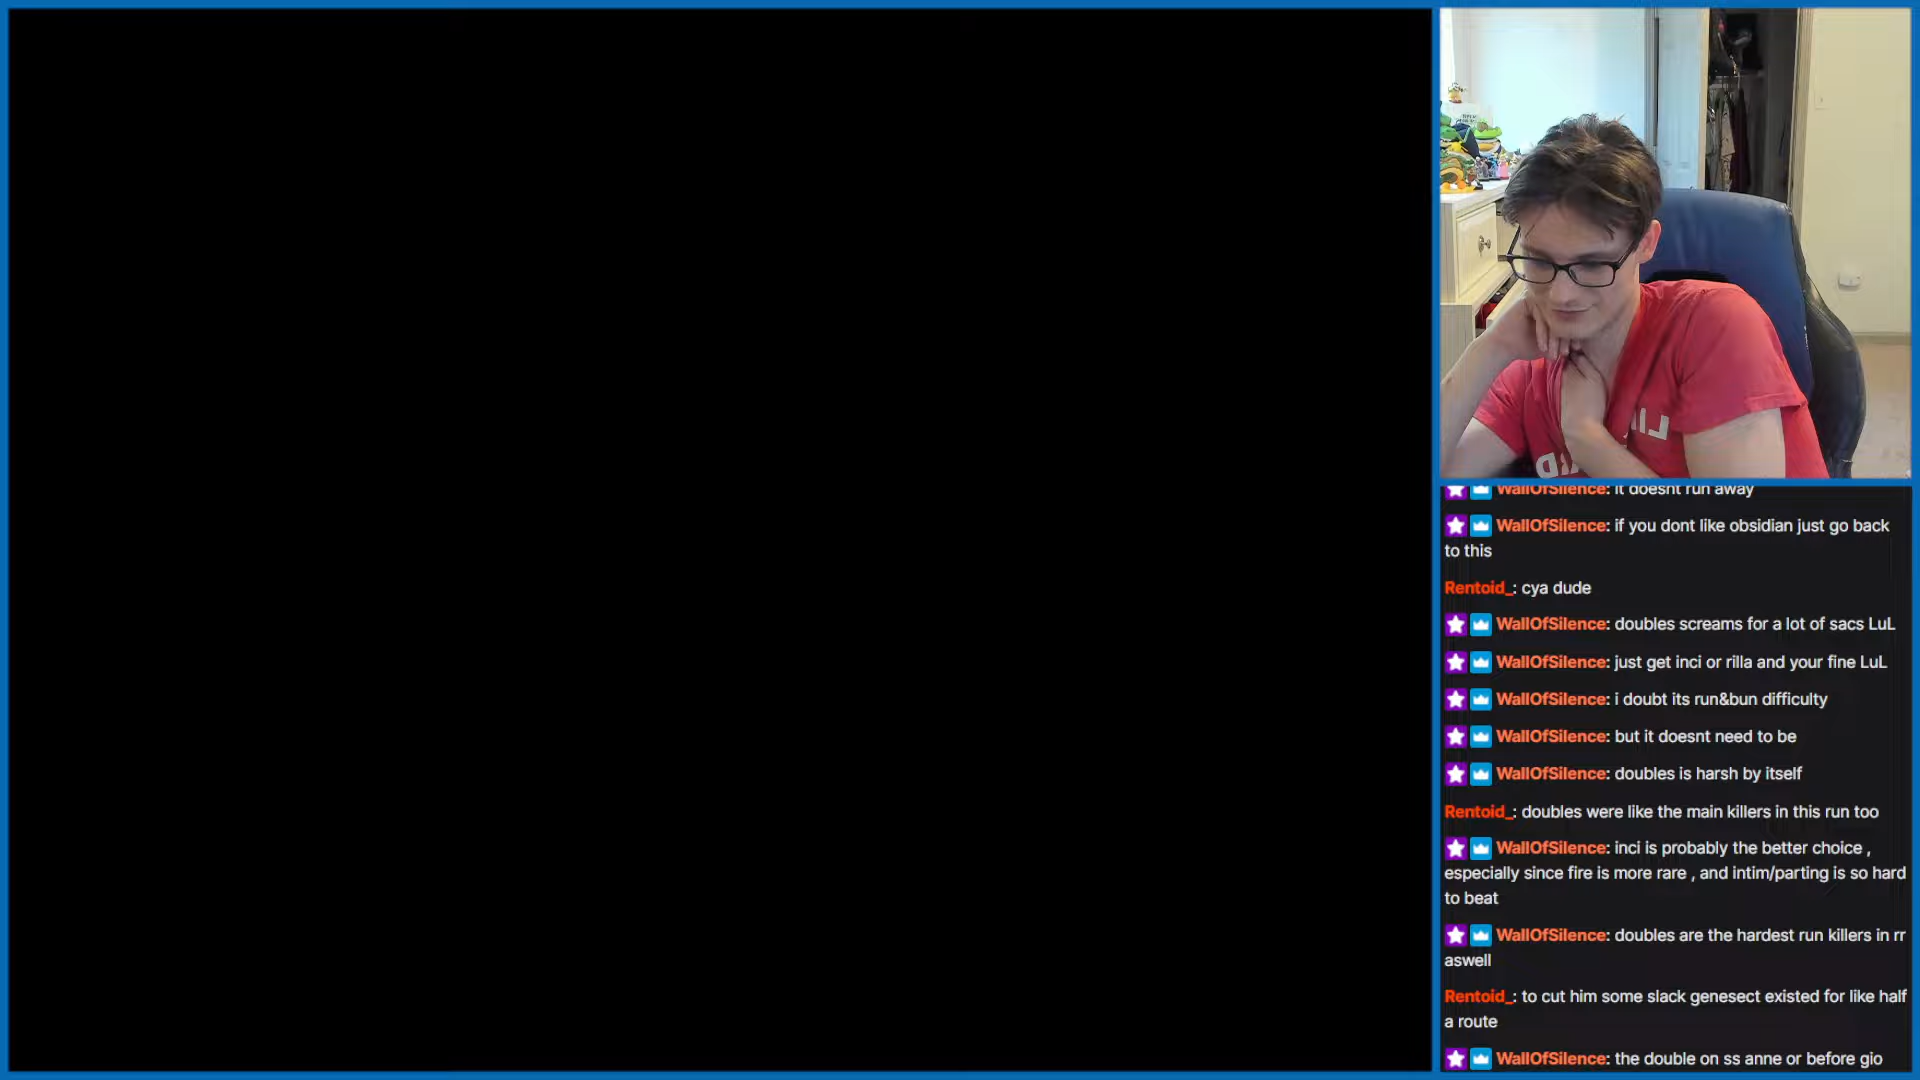 WallOfSilence: it doesnt run away
WallOfSilence: if you dont like obsidian just go back
to this
Rentoid_: cya dude
WallOfSilence: doubles screams for a lot of sacs LuL
WallOfSilence: just get inci or rilla and your fine LuL
WallOfSilence: i doubt its run&bun difficulty
WallOfSilence: but it doesnt need to be
WallOfSilence: doubles is harsh by itself
Rentoid_: doubles were like the main killers in this run too
WallOfSilence: inci is probably the better choice ,
especially since fire is more rare , and intim/parting is so hard
to beat
WallOfSilence: doubles are the hardest run killers in rr
aswell
Rentoid_: to cut him some slack genesect existed for like half
a route
WallOfSilence: the double on ss anne or before gio